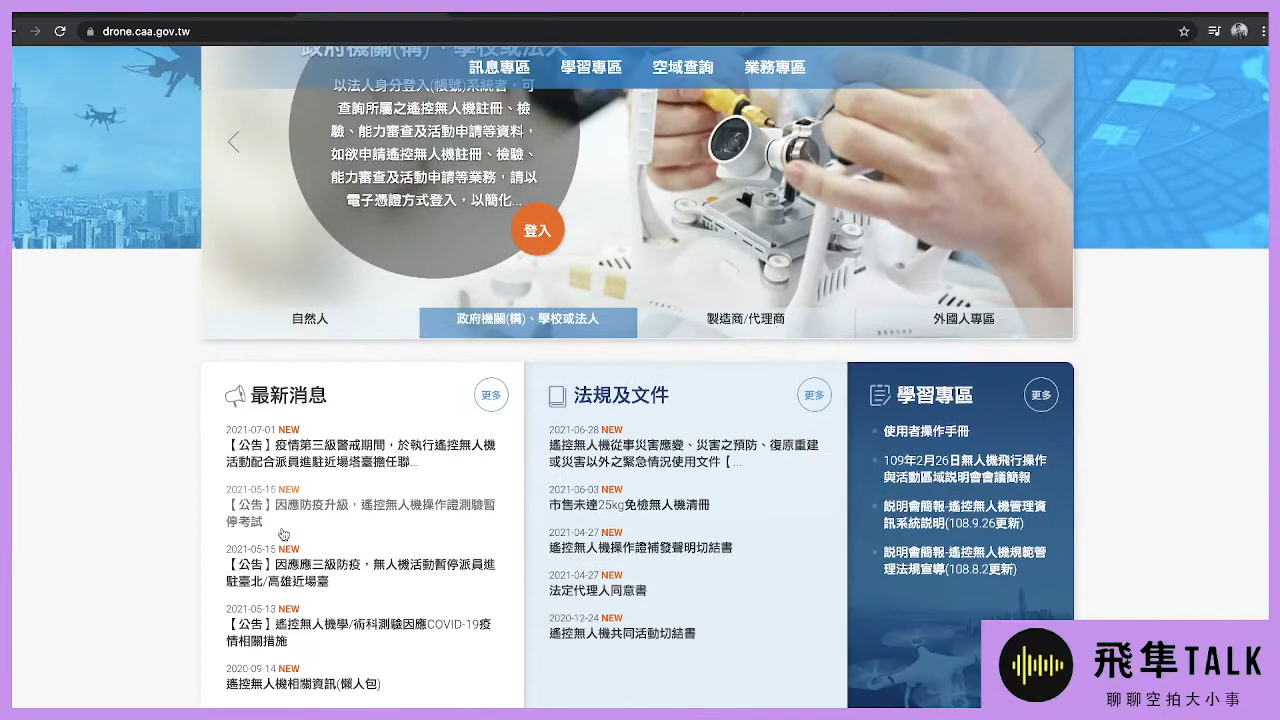 drone.caa.gov.tw
政府機關(構)、學校或法人
訊息專區
學習專區
空域查詢
業務專區
以法人身分登入(帳號)系統者，可
查詢所屬之遙控無人機註冊、檢
驗、能力審查及活動申請等資料，
如欲申請遙控無人機註冊、檢驗、
能力審查及活動申請等業務，請以
電子憑證方式登入，以簡化...
登入
自然人
政府機關(構)、學校或法人
製造商/代理商
外國人專區
最新消息
更多
2021-07-01 NEW
【公告】疫情第三級警戒期間，於執行遙控無人機
活動配合派員進駐近場塔臺擔任聯...
2021-05-15 NEW
【公告】因應防疫升級，遙控無人機操作證測驗暫
停考試
2021-05-15 NEW
【公告】因應應三級防疫，無人機活動暫停派員進
駐臺北/高雄近場臺
2021-05-13 NEW
【公告】遙控無人機學/術科測驗因應COVID-19疫
情相關措施
2020-09-14 NEW
遙控無人機相關資訊(懶人包)
法規及文件
更多
2021-06-28 NEW
遙控無人機從事災害應變、災害之預防、復原重建
或災害以外之緊急情況使用文件【...
2021-06-03 NEW
市售未達25kg免檢無人機清冊
2021-04-27 NEW
遙控無人機操作證補發聲明切結書
2021-04-27 NEW
法定代理人同意書
2020-12-24 NEW
遙控無人機共同活動切結書
學習專區
更多
使用者操作手冊
109年2月26日無人機飛行操作
與活動區域說明會會議簡報
說明會簡報-遙控無人機管理資
訊系統說明(108.9.26更新)
說明會簡報-遙控無人機規範管
理法規宣導(108.8.2更新)
飛隼TALK
聊聊空拍大小事